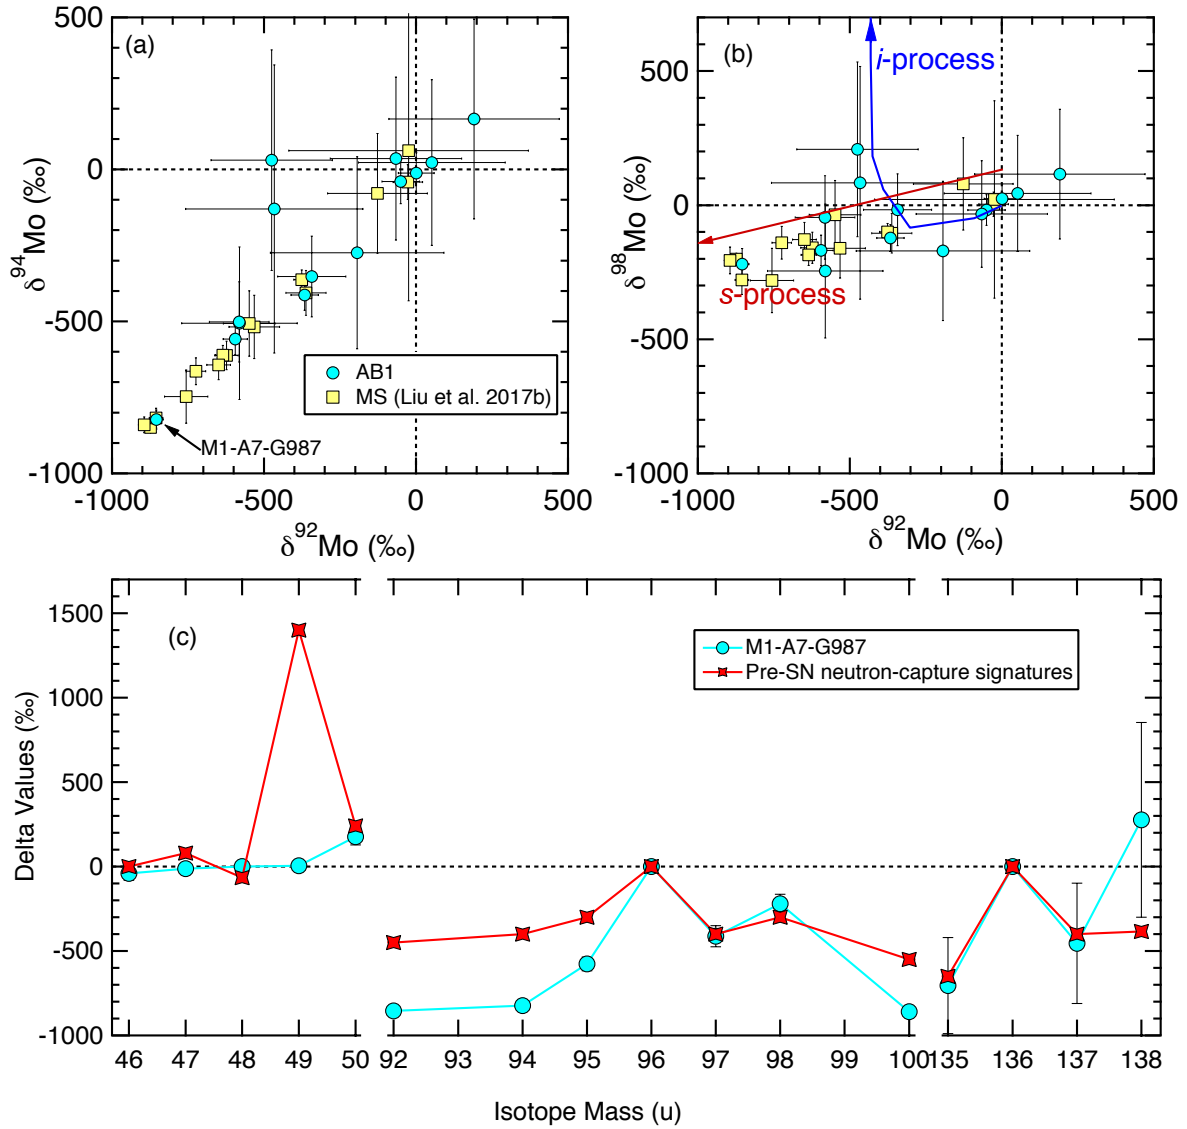 500
0
-500
-1000
δ94Mo (‰)
(a)
AB1
MS (Liu et al. 2017b)
M1-A7-G987
-1000
-500
0
500
δ92Mo (‰)
500
0
-500
-1000
δ98Mo (‰)
(b)
i-process
s-process
-1000
-500
0
500
δ92Mo (‰)
1500
1000
500
0
-500
-1000
Delta Values (‰)
(c)
M1-A7-G987
Pre-SN neutron-capture signatures
46 47 48 49 50 92 93 94 95 96 97 98 99 100 135 136 137 138
Isotope Mass (u)